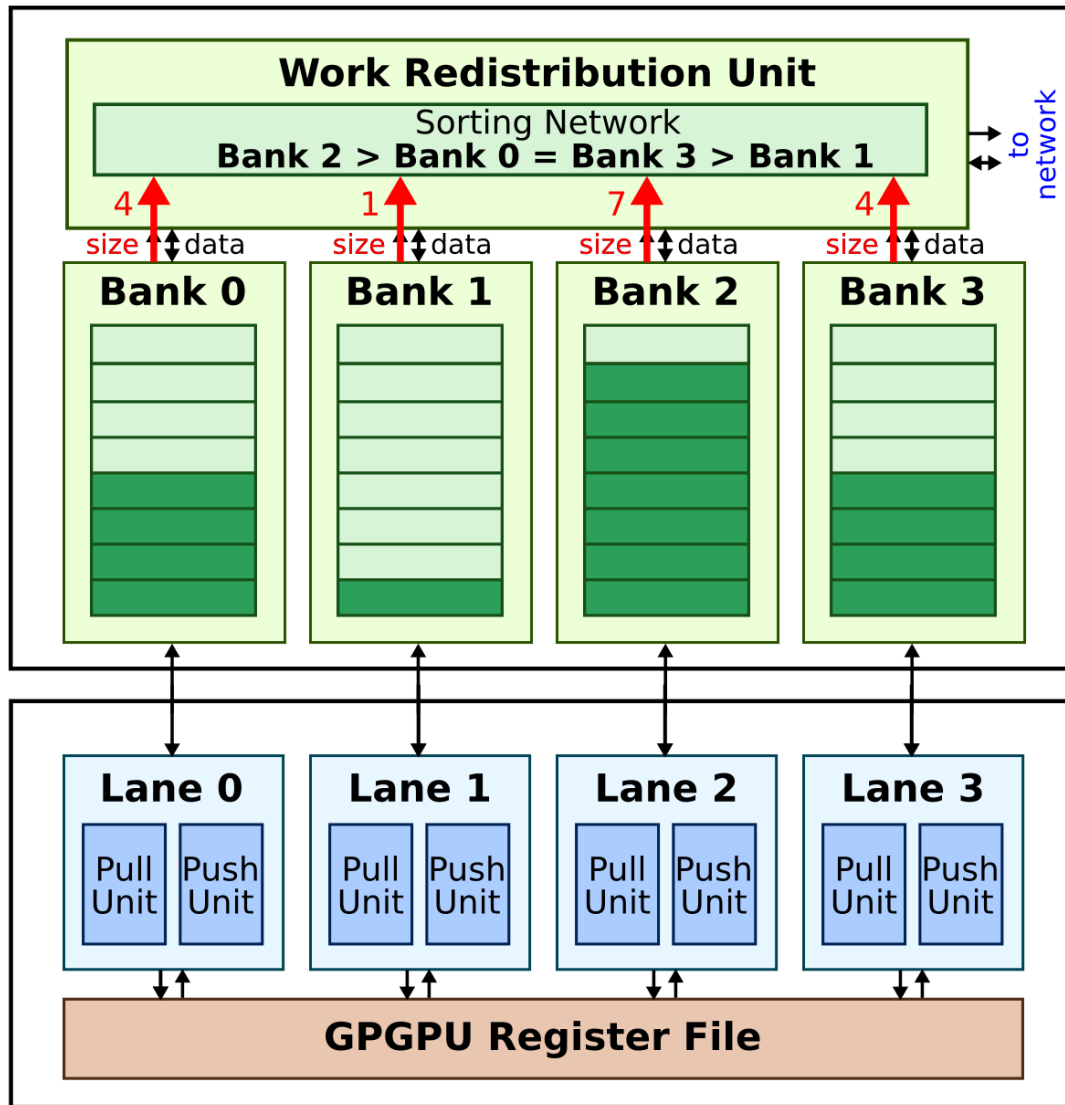 Work Redistribution Unit
Sorting Network
Bank 2 > Bank 0 = Bank 3 > Bank 1
to network
4 1 7 4
size data size data size data size data
Bank 0 Bank 1 Bank 2 Bank 3
Lane 0 Lane 1 Lane 2 Lane 3
Pull Push Pull Push Pull Push Pull Push
Unit Unit Unit Unit Unit Unit Unit Unit
GPGPU Register File